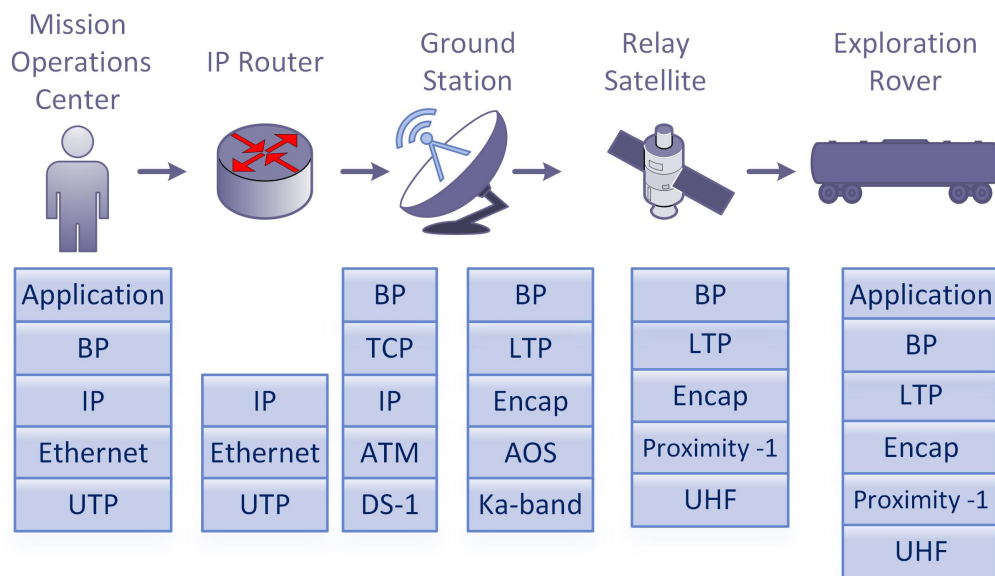 Mission
Operations
Center
IP Router
Ground
Station
Relay
Satellite
Exploration
Rover
Application
BP
IP
Ethernet
UTP
IP
Ethernet
UTP
BP
TCP
IP
ATM
DS-1
BP
LTP
Encap
AOS
Ka-band
BP
LTP
Encap
Proximity -1
UHF
Application
BP
LTP
Encap
Proximity -1
UHF